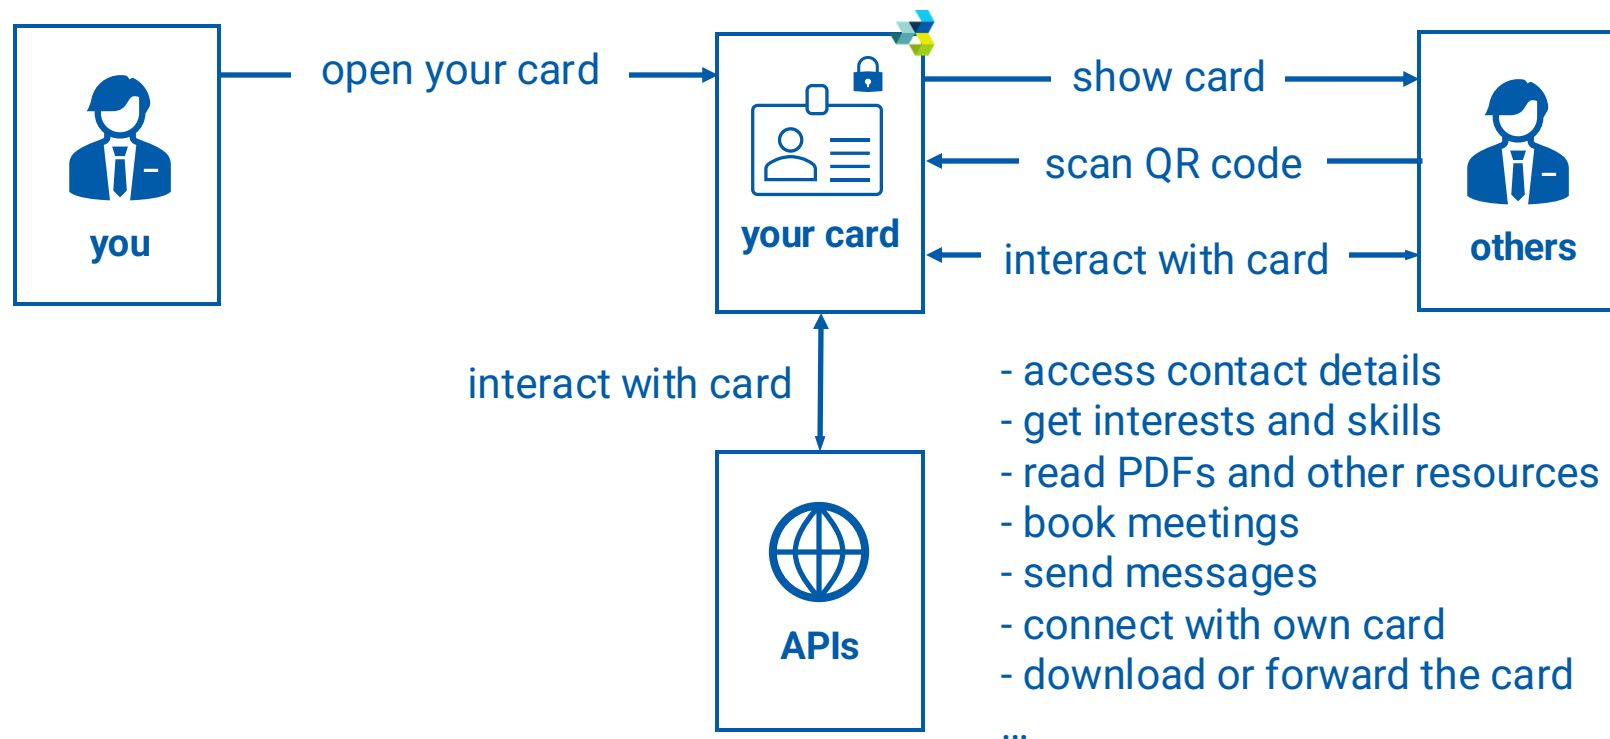 open your card
show card
scan QR code
you
your card
others
interact with card
interact with card
- access contact details
- get interests and skills
- read PDFs and other resources
- book meetings
- send messages
APIs
- connect with own card
- download or forward the card
...